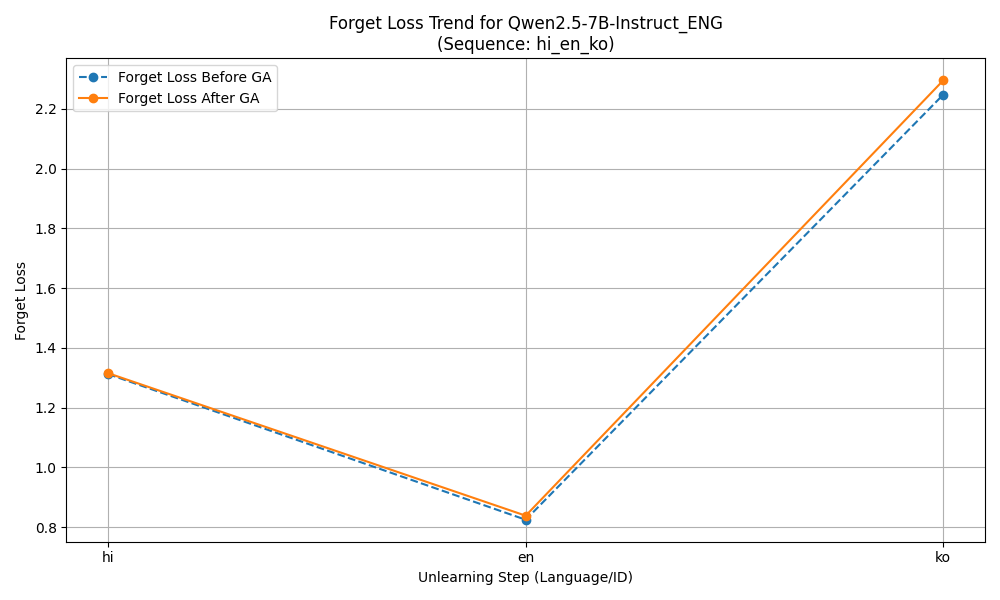 Forget Loss Trend for Qwen2.5-7B-Instruct_ENG
(Sequence: hi_en_ko)
Forget Loss Before GA
Forget Loss After GA
Forget Loss
2.2
2.0
1.8
1.6
1.4
1.2
1.0
0.8
hi
en
ko
Unlearning Step (Language/ID)